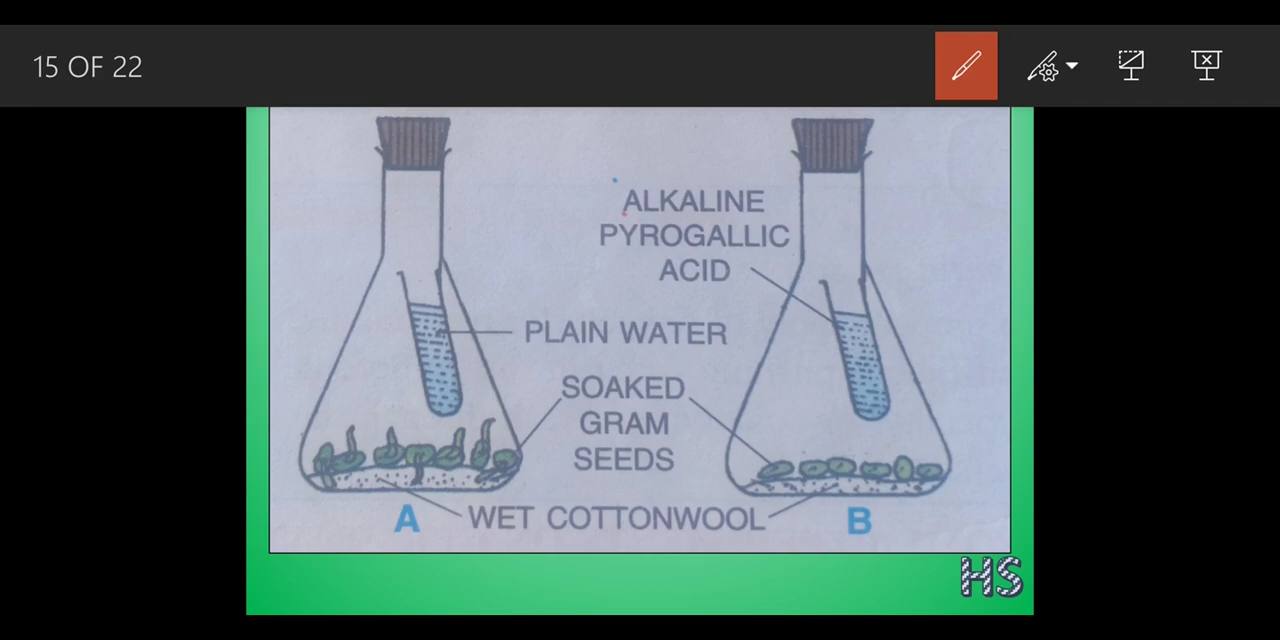 15 OF 22
ALKALINE
PYROGALLIC
ACID
PLAIN WATER
SOAKED
GRAM
SEEDS
WET COTTONWOOL
A
B
HS